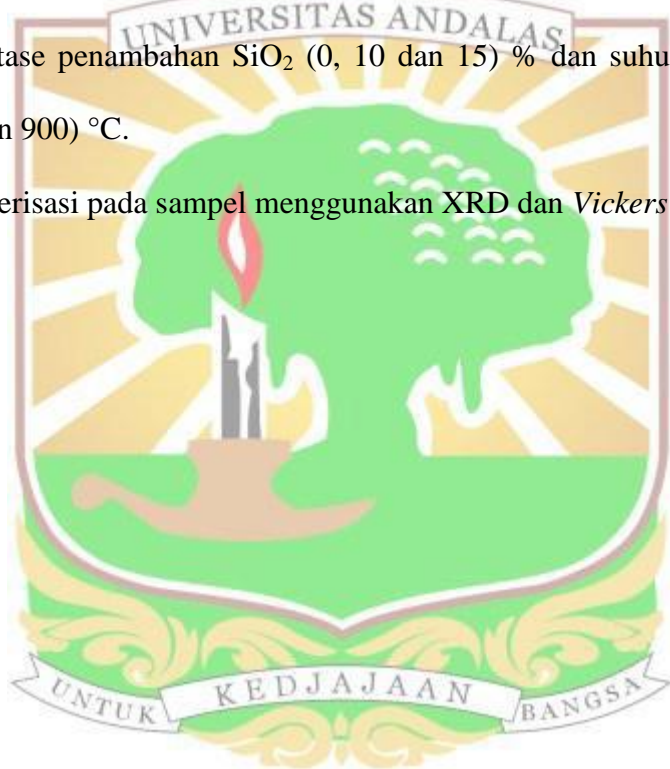 UNIVERSITAS ANDALAS
tase penambahan SiO₂ (0, 10 dan 15) % dan suhu
n 900) °C.
erisasi pada sampel menggunakan XRD dan Vickers
UNTUK KEDJAJAAN BANGSA